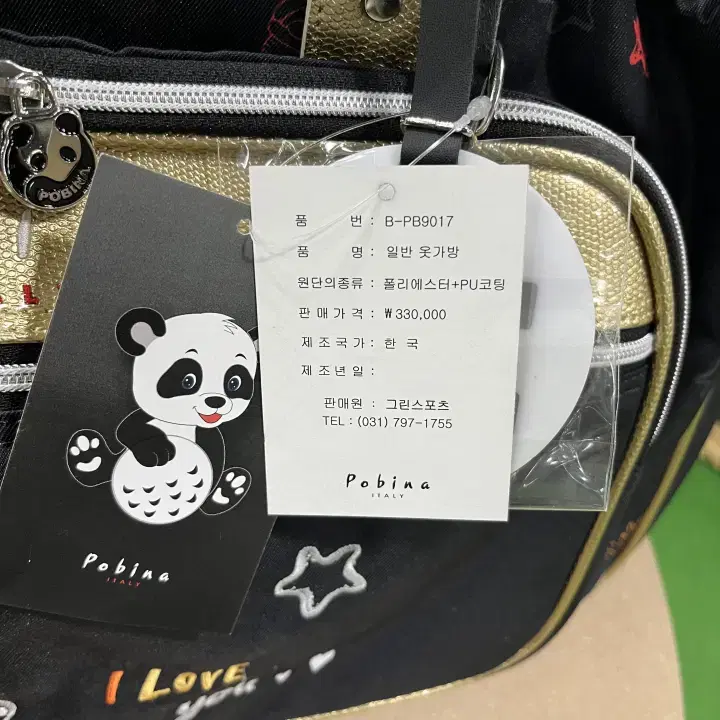 POBINA
품 번 : B-PB9017
품 명 : 일반 옷가방
원단의종류 : 폴리에스터+PU코팅
판 매 가 격 : ₩330,000
제 조 국 가 : 한 국
제 조 년 일 :
판매원 : 그린스포츠
TEL : (031) 797-1755
Pobina
ITALY
Pobina
ITALY
I LOVE
you